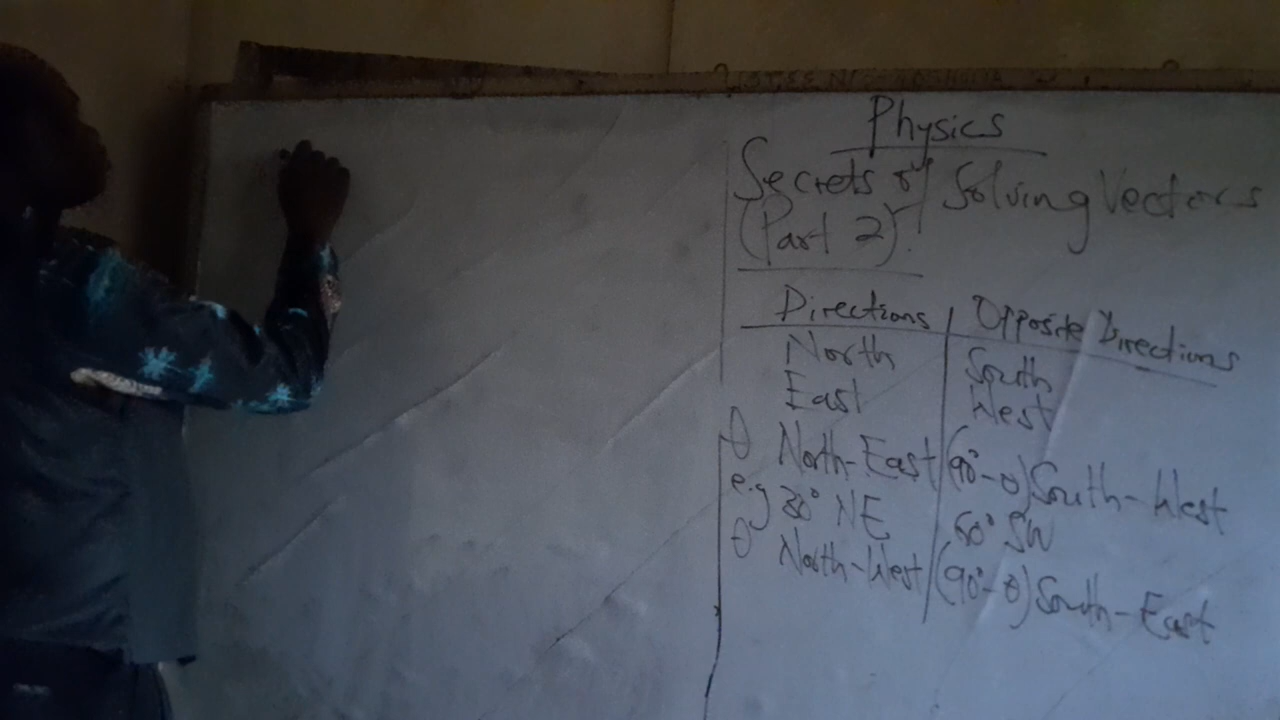 Physics
Secrets of Solving Vectors
(Part 2).
Directions | Opposite Directions
North | South
East | West
θ North-East | (90°-θ) South-West
e.g 30° NE | 60° SW
θ North-West | (90°-θ) South-East